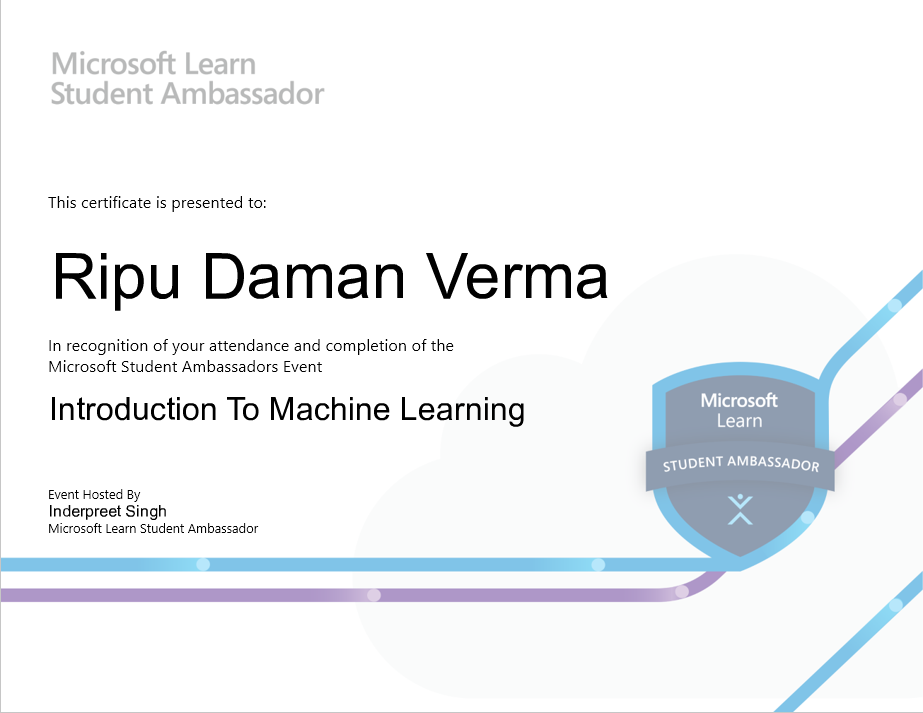 Microsoft Learn
Student Ambassador
This certificate is presented to:
Ripu Daman Verma
In recognition of your attendance and completion of the
Microsoft Student Ambassadors Event
Introduction To Machine Learning
Microsoft
Learn
STUDENT AMBASSADOR
Event Hosted By
Inderpreet Singh
Microsoft Learn Student Ambassador